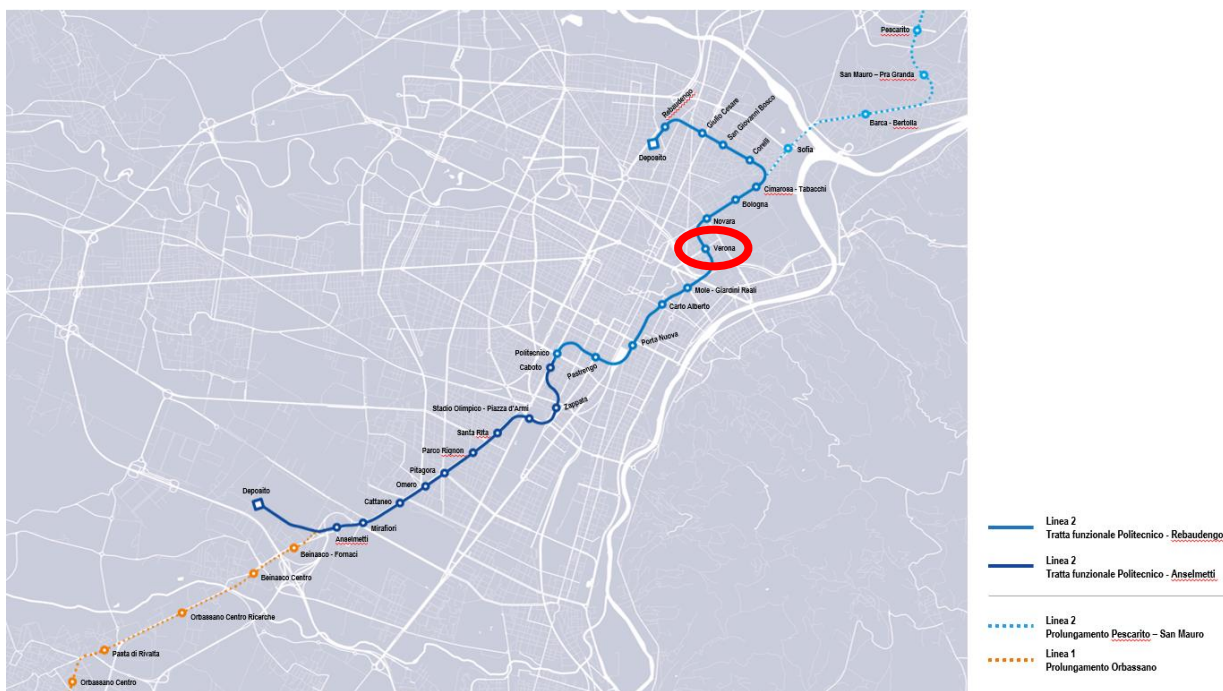 Pescarito
San Mauro – Pra Granda
Barca - Bertolla
Sofia
Rebaudengo
Giulio Cesare
San Giovanni Bosco
Corelli
Deposito
Cimarosa - Tabacchi
Bologna
Novara
Verona
Mole - Giardini Reali
Carlo Alberto
Porta Nuova
Politecnico
Pastrengo
Caboto
Zappata
Stadio Olimpico - Piazza d'Armi
Santa Rita
Parco Rignon
Pitagora
Omero
Cattaneo
Mirafiori
Anselmetti
Deposito
Beinasco - Fornaci
Beinasco Centro
Orbassano Centro Ricerche
Pasta di Rivalta
Orbassano Centro
Linea 2
Tratta funzionale Politecnico - Rebaudengo
Linea 2
Tratta funzionale Politecnico - Anselmetti
Linea 2
Prolungamento Pescarito – San Mauro
Linea 1
Prolungamento Orbassano